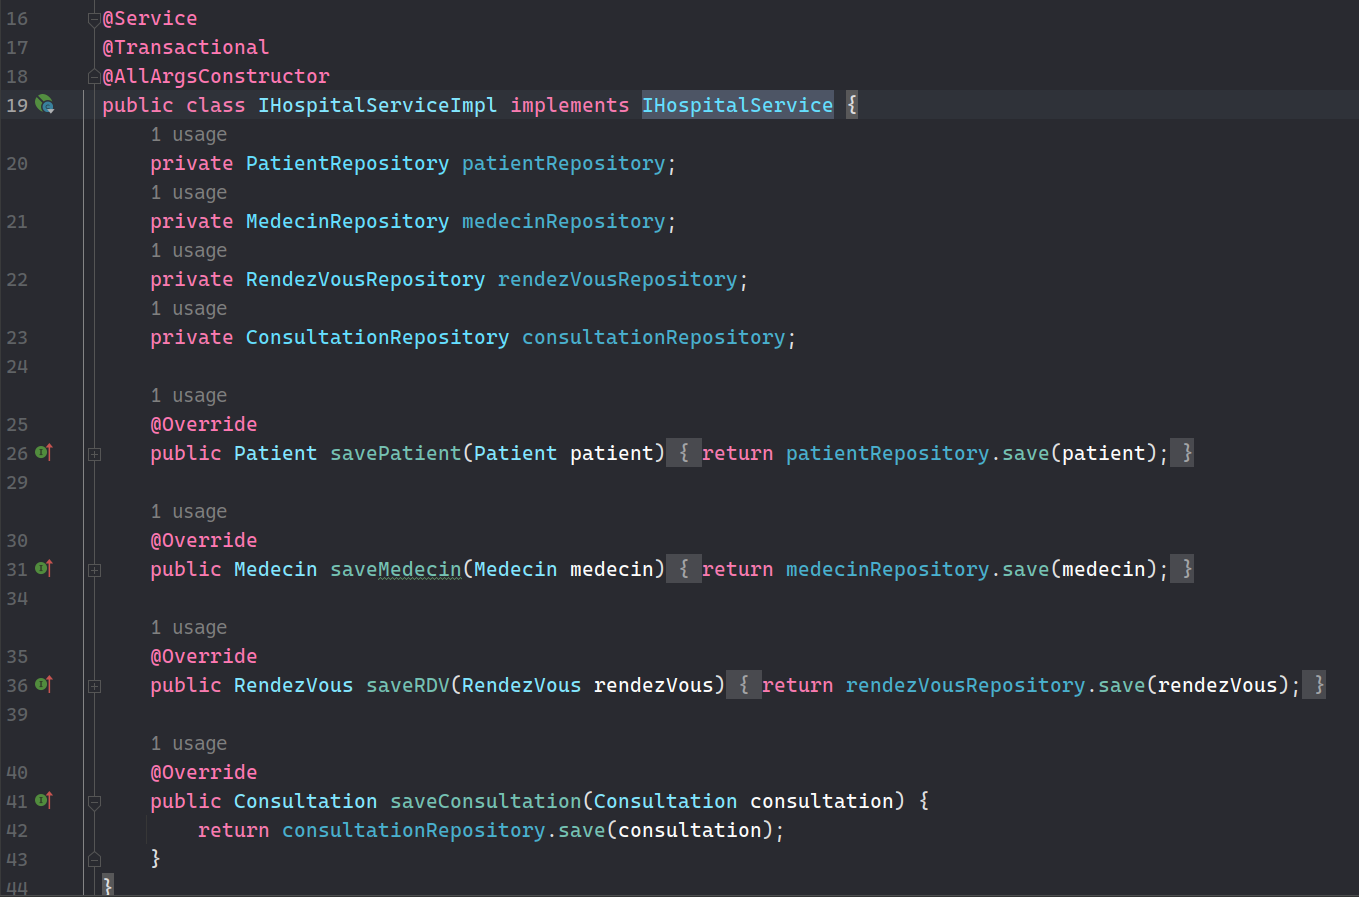 16 @Service
17 @Transactional
18 @AllArgsConstructor
19 public class IHospitalServiceImpl implements IHospitalService {
1 usage
20 private PatientRepository patientRepository;
1 usage
21 private MedecinRepository medecinRepository;
1 usage
22 private RendezVousRepository rendezVousRepository;
1 usage
23 private ConsultationRepository consultationRepository;
24
1 usage
25 @Override
26 public Patient savePatient(Patient patient) { return patientRepository.save(patient); }
29
1 usage
30 @Override
31 public Medecin saveMedecin(Medecin medecin) { return medecinRepository.save(medecin); }
34
1 usage
35 @Override
36 public RendezVous saveRDV(RendezVous rendezVous) { return rendezVousRepository.save(rendezVous); }
39
1 usage
40 @Override
41 public Consultation saveConsultation(Consultation consultation) {
42 return consultationRepository.save(consultation);
43 }
44 }